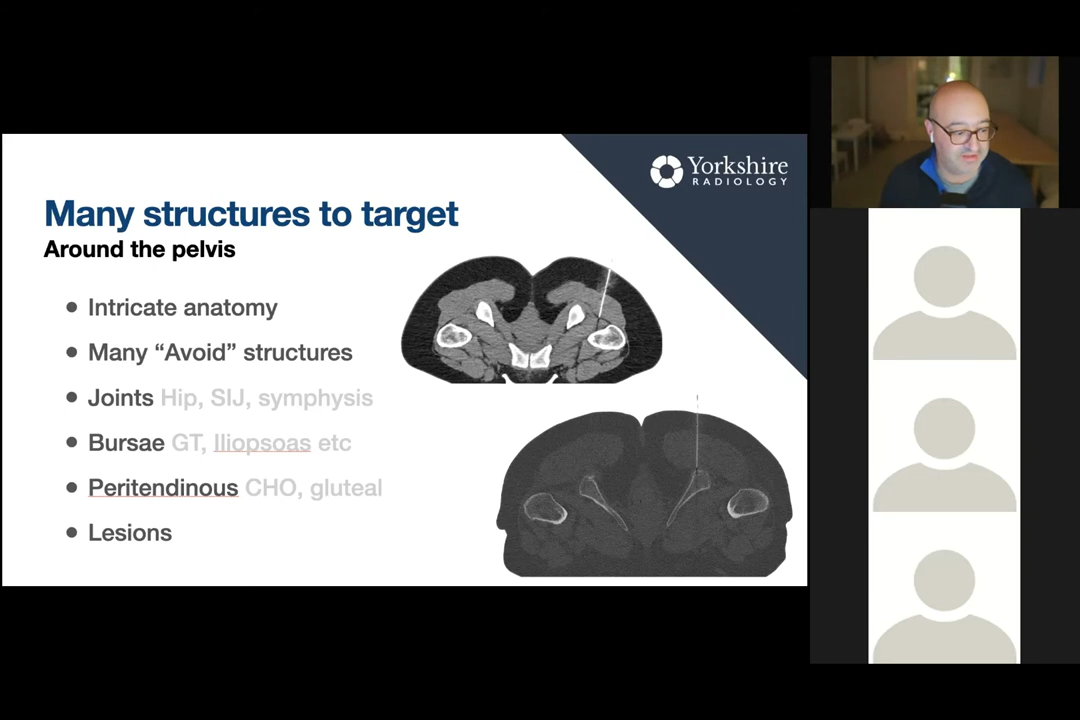 Yorkshire
RADIOLOGY
Many structures to target
Around the pelvis
Intricate anatomy
Many “Avoid” structures
Joints Hip, SIJ, symphysis
Bursae GT, Iliopsoas etc
Peritendinous CHO, gluteal
Lesions